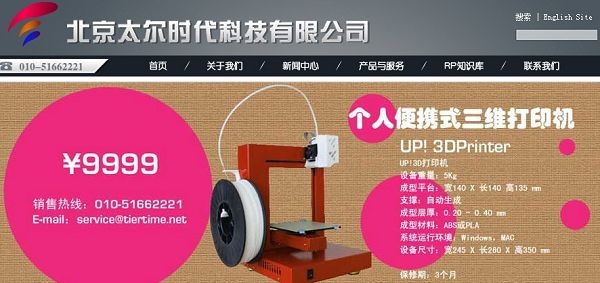 搜索 | English Site
北京太尔时代科技有限公司
010-51662221
首页 / 关于我们 / 新闻中心 / 产品与服务 / RP知识库 / 联系我们
¥9999
销售热线：010-51662221
E-mail：service@tiertime.net
个人便携式三维打印机
UP! 3DPrinter
UP!3D打印机
设备重量：5Kg
成型平台：宽140 X 长140 高135 mm
支撑：自动生成
成型层厚：0.20 - 0.40 mm
成型材料：ABS或PLA
系统运行环境：Windows，MAC
设备尺寸：宽245 X 长260 X 高350 mm
保修期：3个月